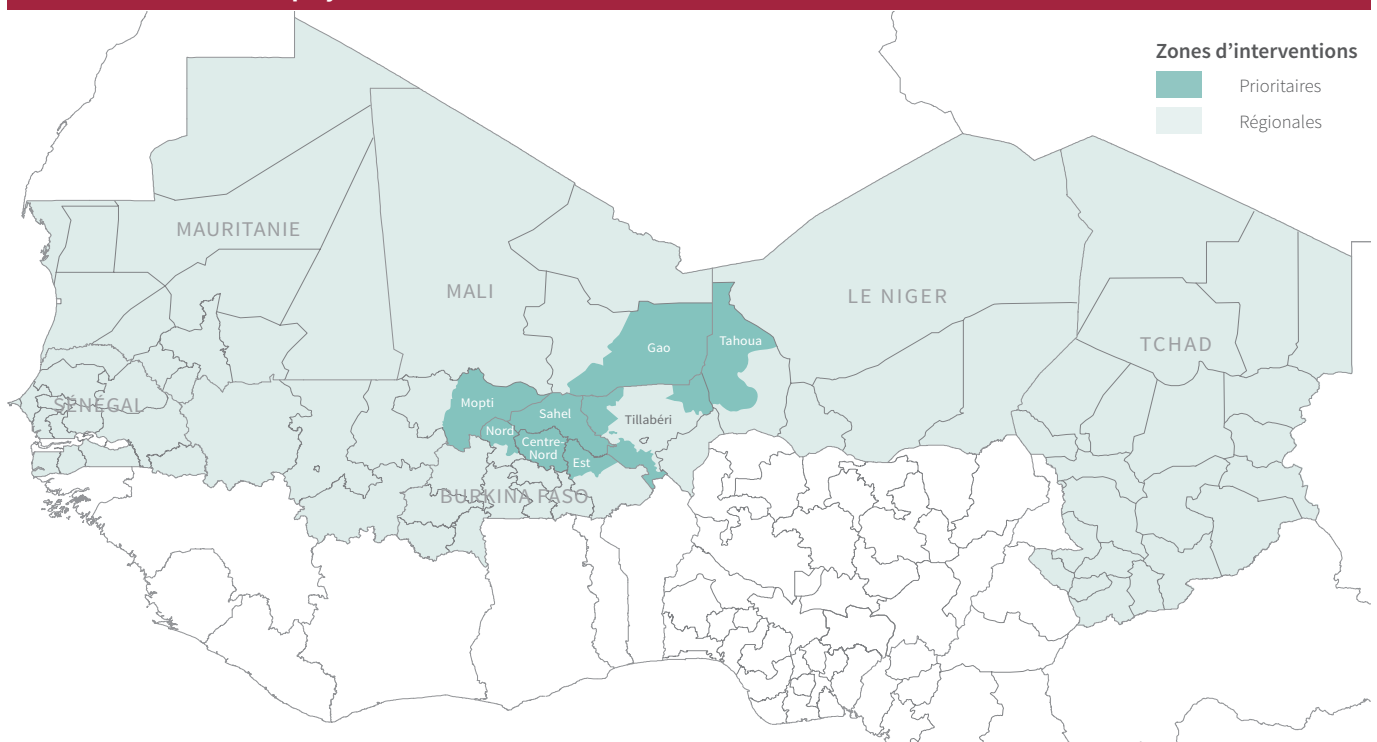 Zones d’interventions
Prioritaires
Régionales
MAURITANIE
MALI
LE NIGER
TCHAD
Gao
Tahoua
SÉNÉGAL
Mopti
Sahel
Tillabéri
Nord
Centre-
Nord
Est
BURKINA FASO